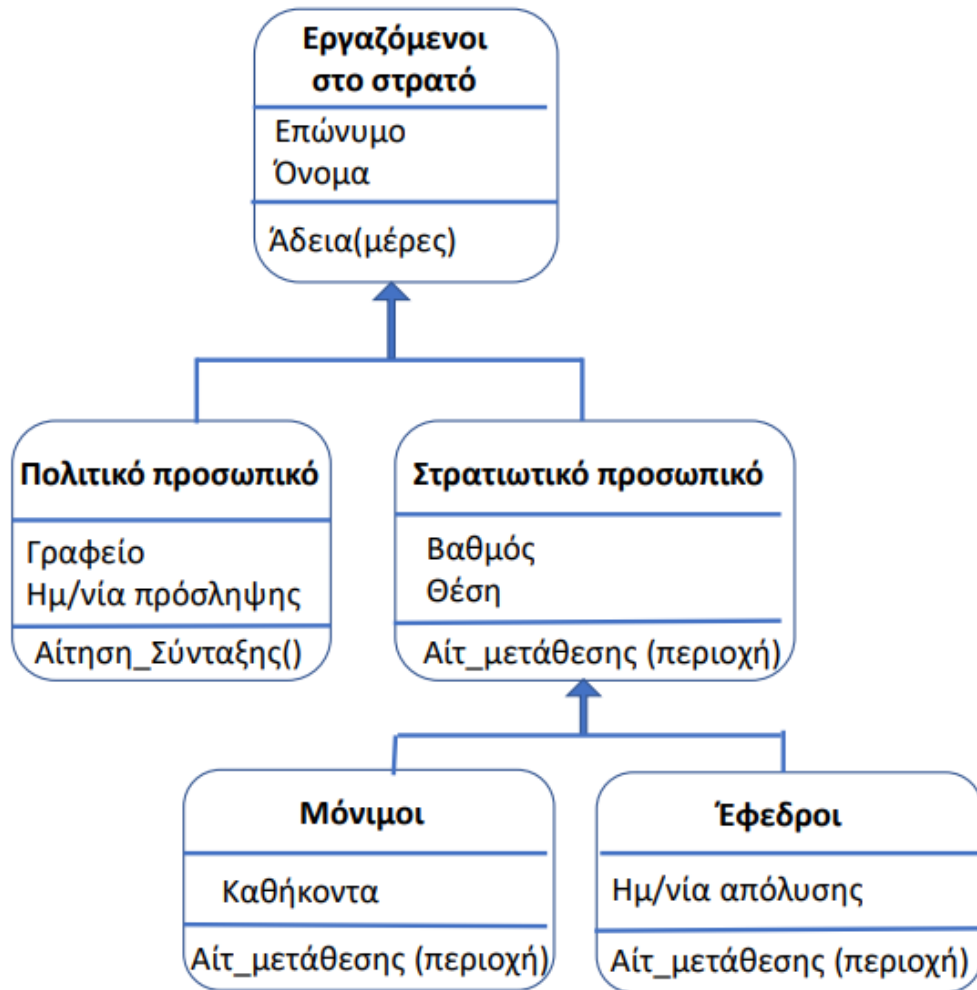 Εργαζόμενοι
στο στρατό
Επώνυμο
Όνομα
Άδεια(μέρες)
Πολιτικό προσωπικό
Γραφείο
Ημ/νία πρόσληψης
Αίτηση_Σύνταξης()
Στρατιωτικό προσωπικό
Βαθμός
Θέση
Αίτ_μετάθεσης (περιοχή)
Μόνιμοι
Καθήκοντα
Αίτ_μετάθεσης (περιοχή)
Έφεδροι
Ημ/νία απόλυσης
Αίτ_μετάθεσης (περιοχή)